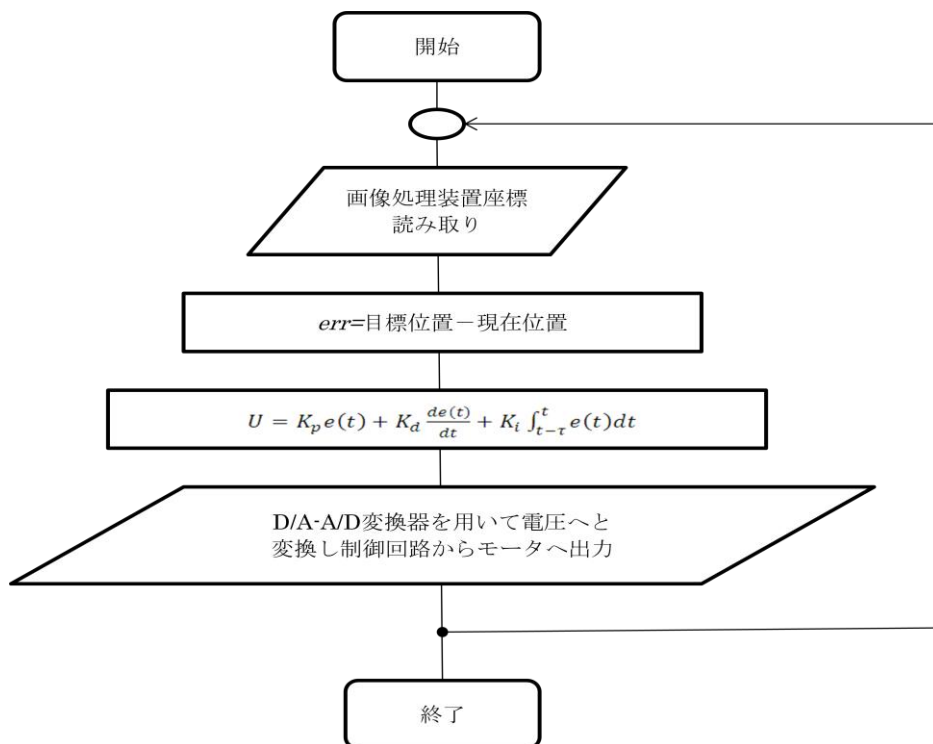 開始
画像処理装置座標
読み取り
err=目標位置－現在位置
U = K_p e(t) + K_d \frac{de(t)}{dt} + K_i \int_{t-τ}^{t} e(t)dt
D/A-A/D変換器を用いて電圧へと
変換し制御回路からモータへ出力
終了